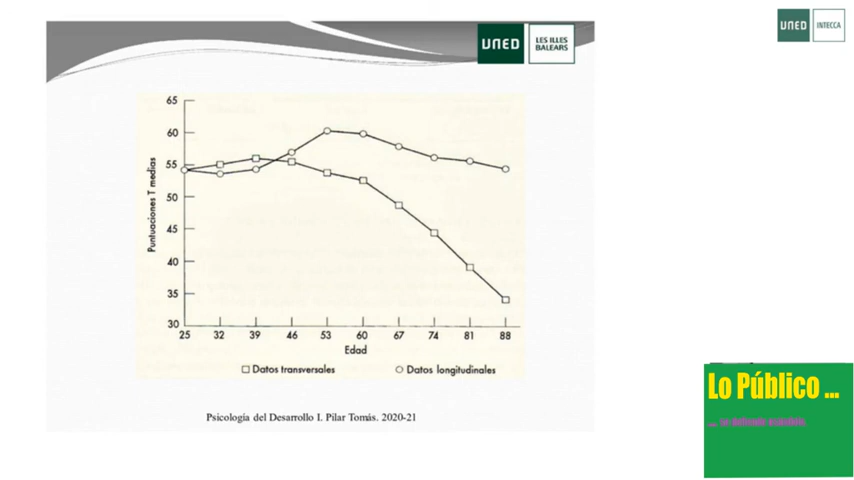 UNED
LES ILLES
BALEARS
UNED
INTECCA
65
60
55
50
45
40
35
30
Puntuaciones T medias
25 32 39 46 53 60 67 74 81 88
Edad
Datos transversales
Datos longitudinales
Psicología del Desarrollo I. Pilar Tomás. 2020-21
Lo Público ...